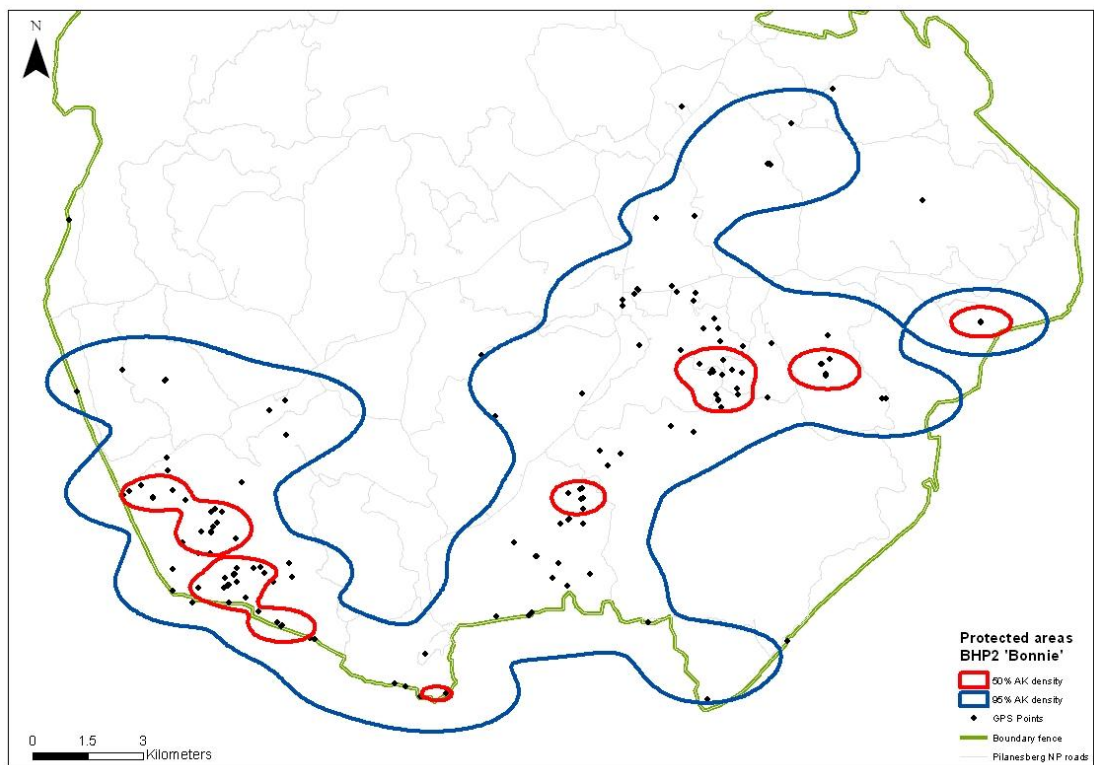 N
Protected areas
BHP2 'Bonnie'
50% AK density
95% AK density
GPS Points
Boundary fence
Pilanesberg NP roads
0 1.5 3
Kilometers